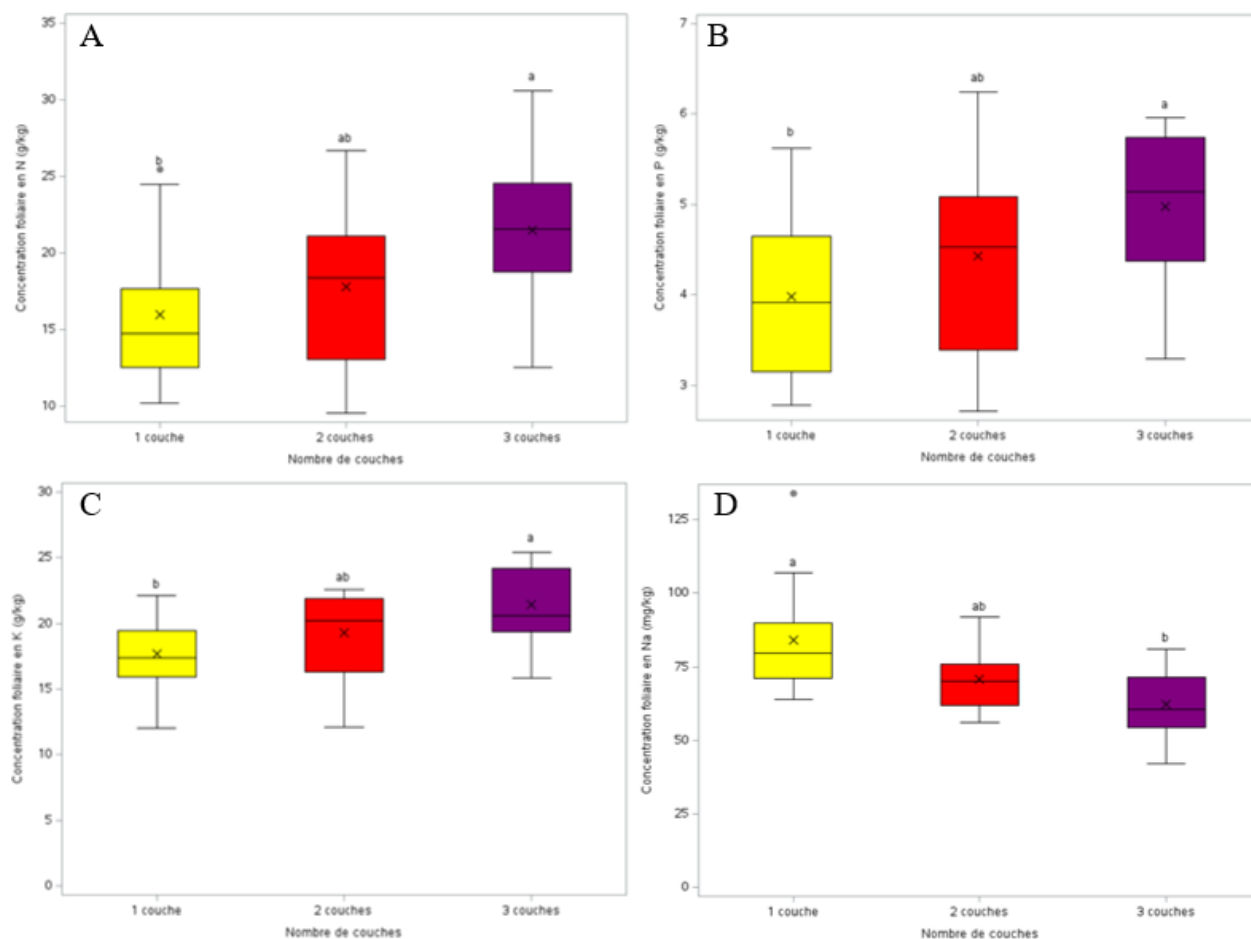 A
Concentration foliaire en N (g/kg)
35
30
25
20
15
10
b
ab
a
1 couche
2 couches
3 couches
Nombre de couches
B
Concentration foliaire en P (g/kg)
7
6
5
4
3
b
ab
a
1 couche
2 couches
3 couches
Nombre de couches
C
Concentration foliaire en K (g/kg)
30
25
20
15
10
5
0
b
ab
a
1 couche
2 couches
3 couches
Nombre de couches
D
Concentration foliaire en Na (mg/kg)
125
100
75
50
25
0
a
ab
b
1 couche
2 couches
3 couches
Nombre de couches